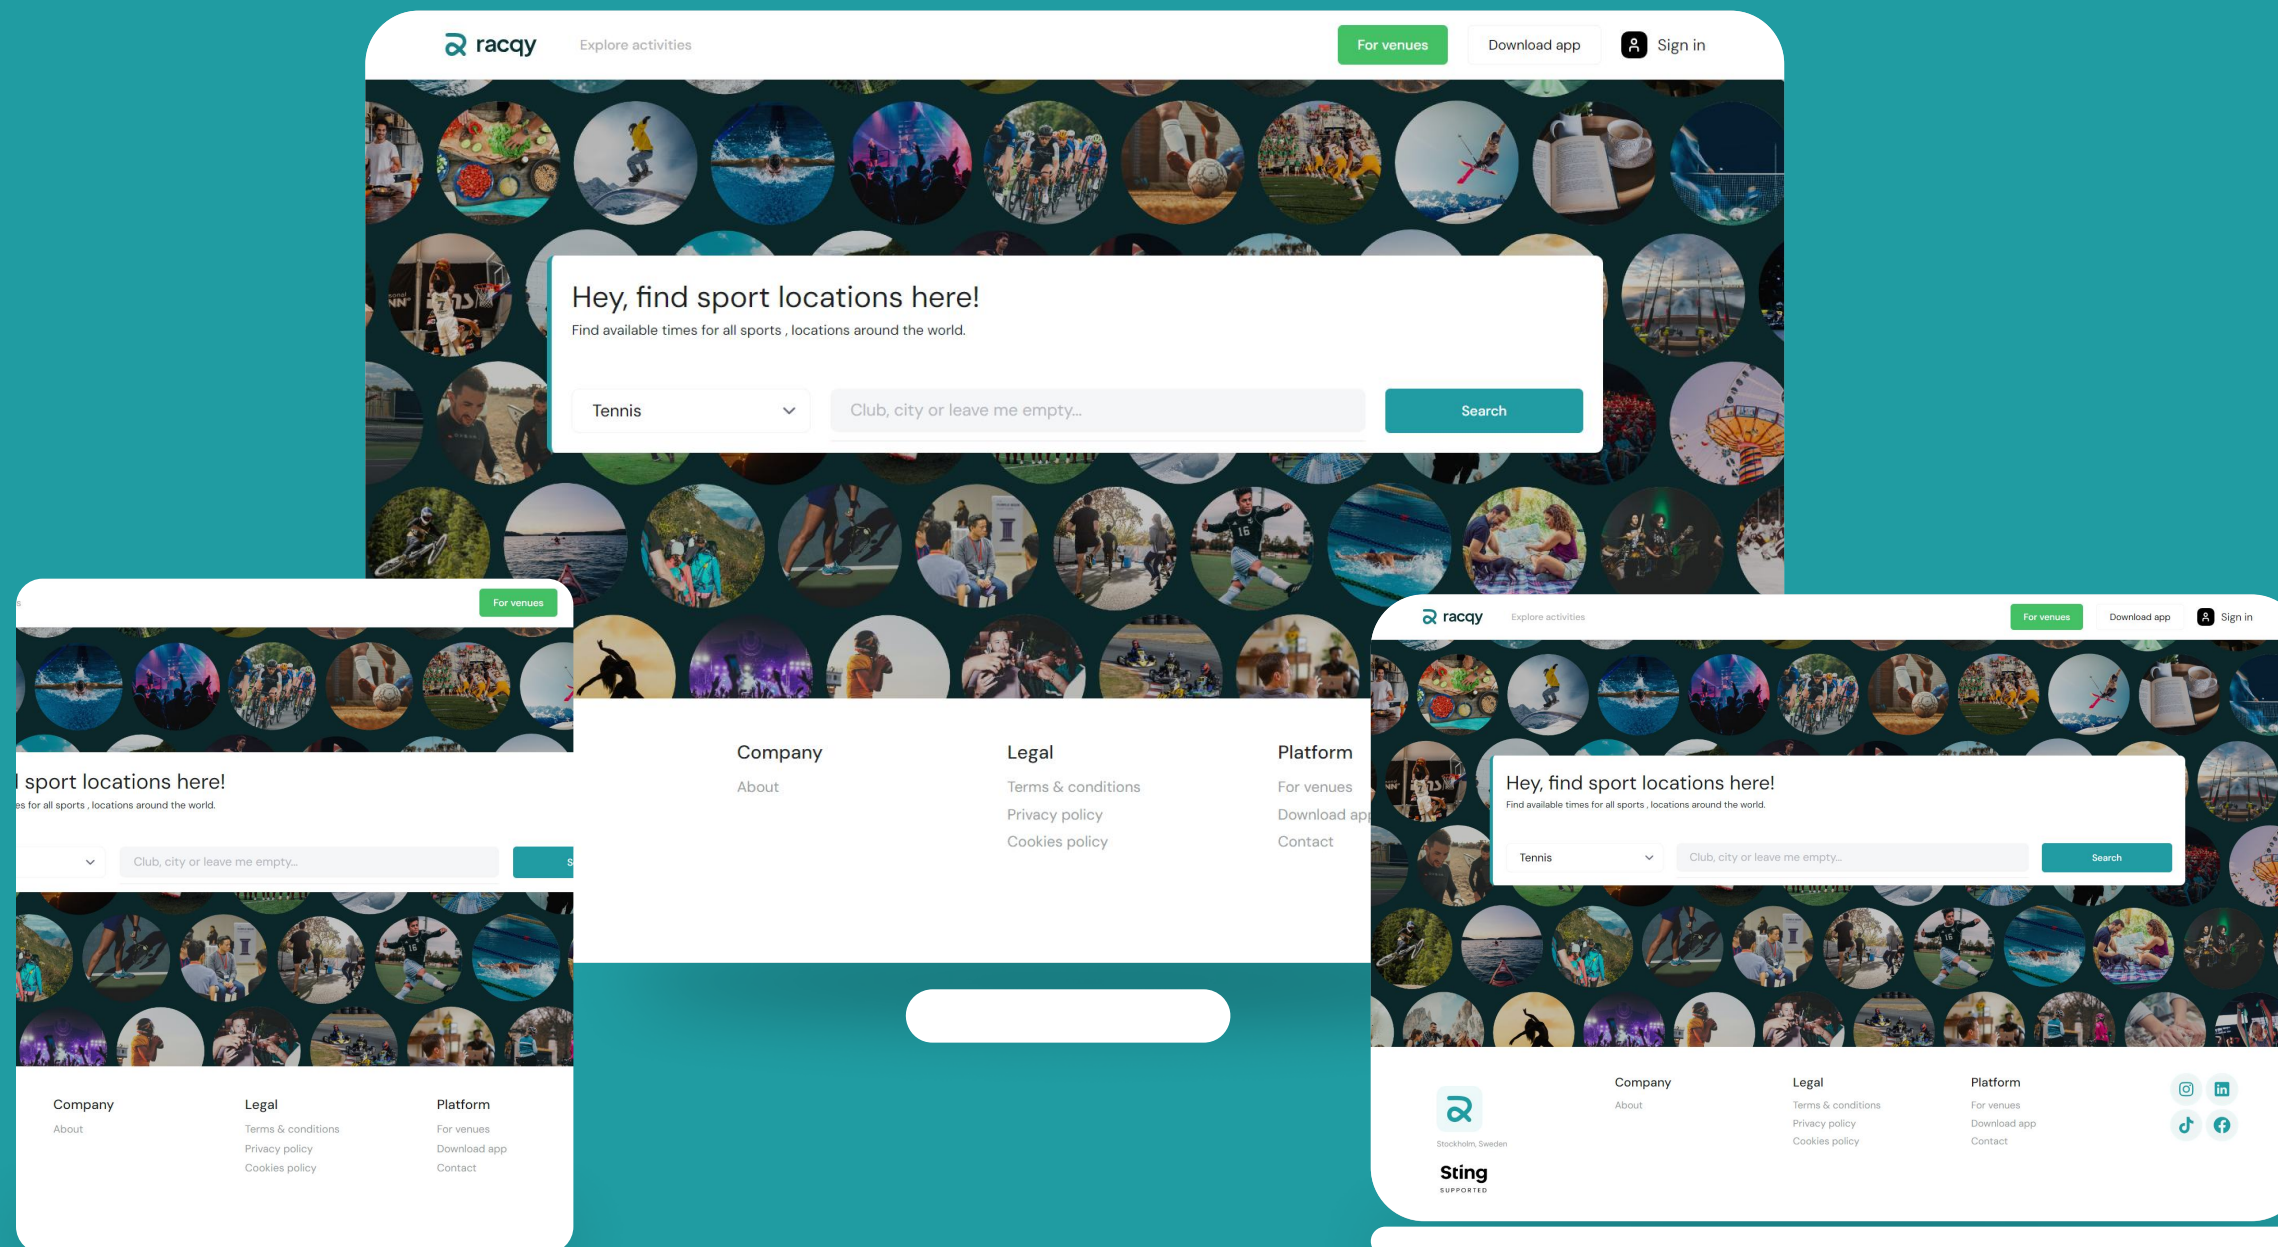 racqy
Explore activities
For venues
Download app
Sign in
Hey, find sport locations here!
Find available times for all sports , locations around the world.
Tennis
Club, city or leave me empty...
Search
16
Company
About
Legal
Terms & conditions
Privacy policy
Cookies policy
Platform
For venues
Download app
Contact
s
For venues
l sport locations here!
es for all sports , locations around the world.
Club, city or leave me empty...
S
16
Company
About
Legal
Terms & conditions
Privacy policy
Cookies policy
Platform
For venues
Download app
Contact
racqy
Explore activities
For venues
Download app
Sign in
Hey, find sport locations here!
Find available times for all sports , locations around the world.
Tennis
Club, city or leave me empty...
Search
16
Stockholm, Sweden
Sting
SUPPORTED
Company
About
Legal
Terms & conditions
Privacy policy
Cookies policy
Platform
For venues
Download app
Contact